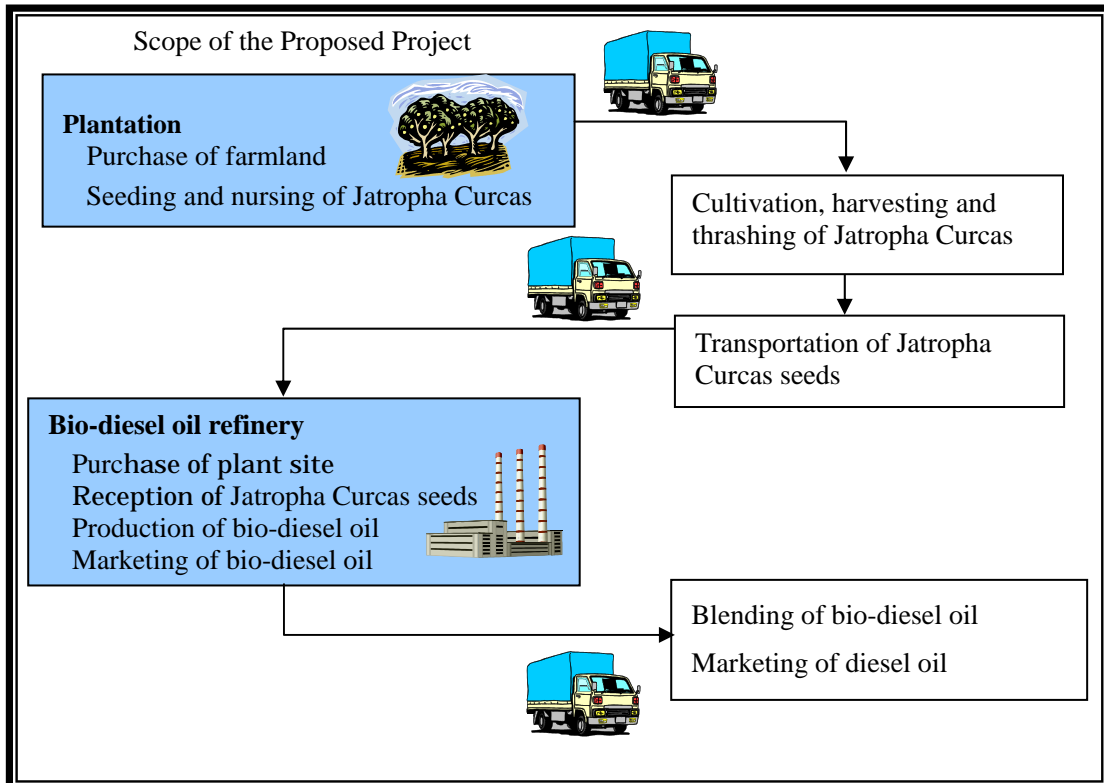 Scope of the Proposed Project
Plantation
Purchase of farmland
Seeding and nursing of Jatropha Curcas
Cultivation, harvesting and
thrashing of Jatropha Curcas
Transportation of Jatropha
Curcas seeds
Bio-diesel oil refinery
Purchase of plant site
Reception of Jatropha Curcas seeds
Production of bio-diesel oil
Marketing of bio-diesel oil
Blending of bio-diesel oil
Marketing of diesel oil